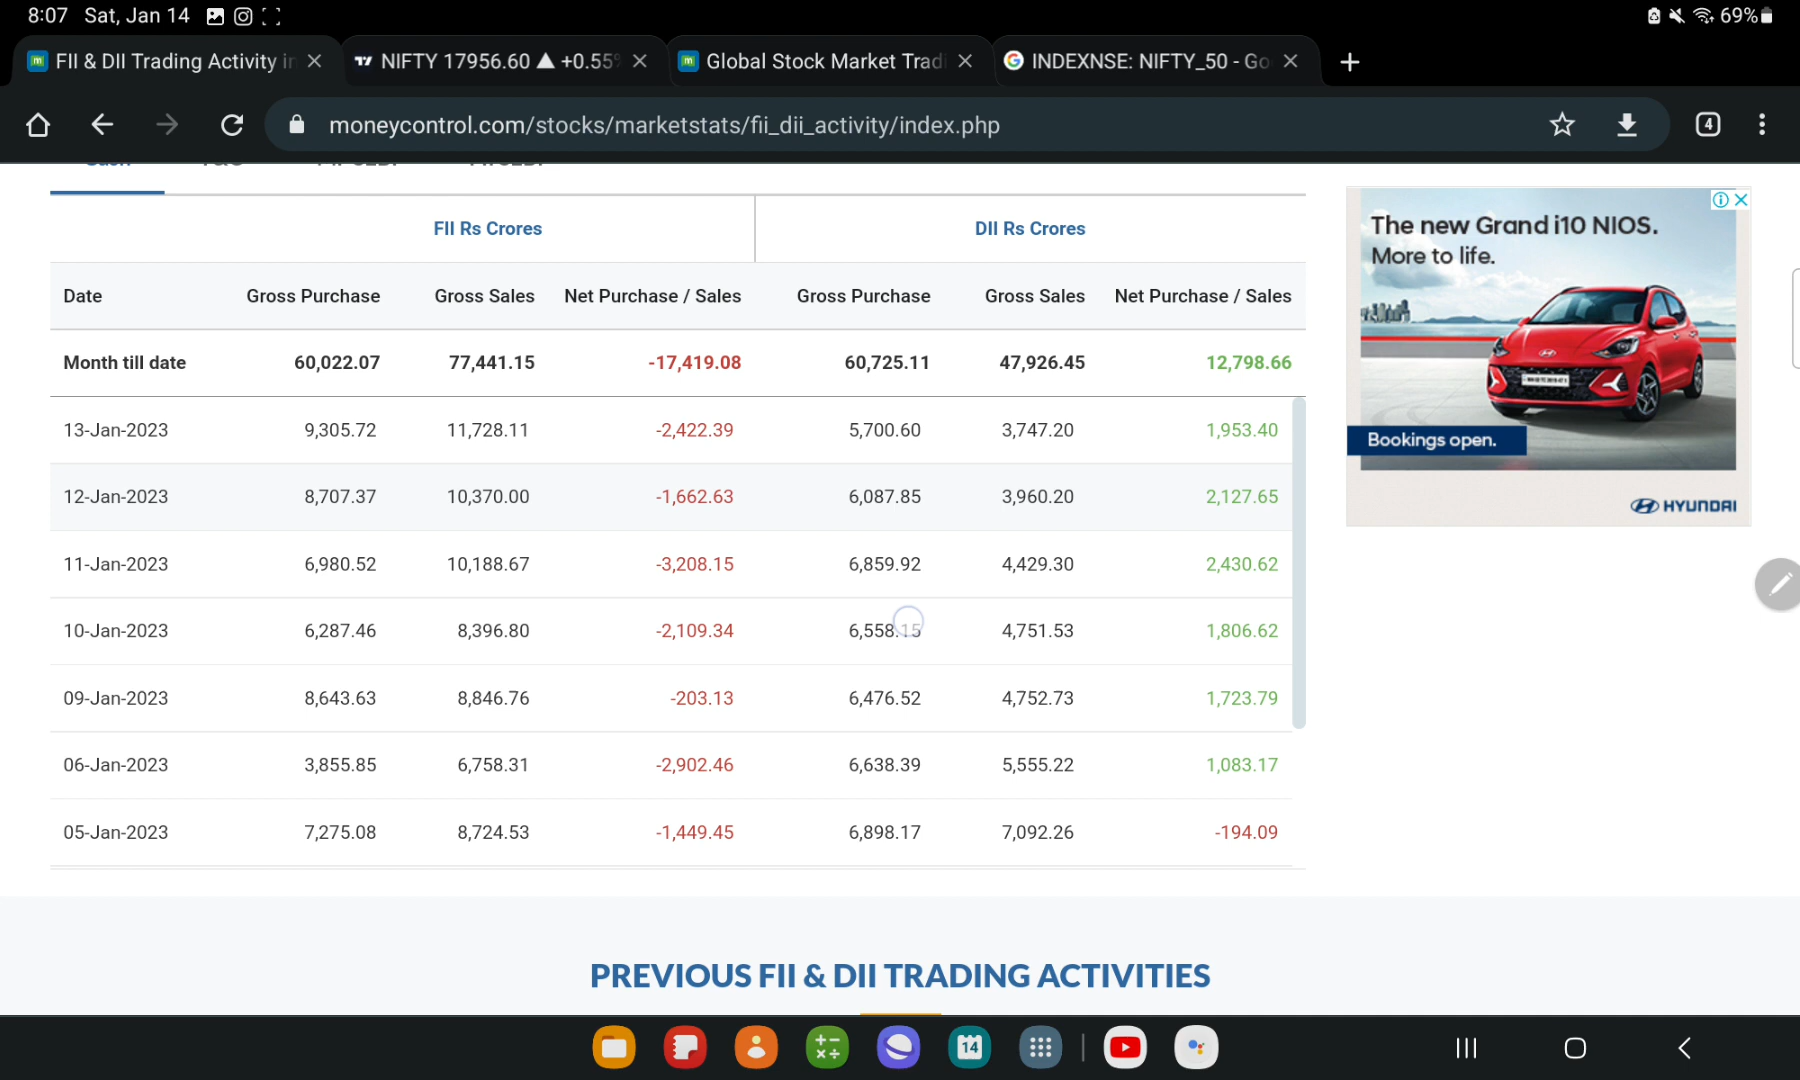 8:07 Sat, Jan 14 69%
FII & DII Trading Activity in
NIFTY 17956.60 ▲ +0.55%
Global Stock Market Tradi
INDEXNSE: NIFTY_50 - Go
moneycontrol.com/stocks/marketstats/fii_dii_activity/index.php
4
FII Rs Crores DII Rs Crores
Date Gross Purchase Gross Sales Net Purchase / Sales Gross Purchase Gross Sales Net Purchase / Sales
Month till date 60,022.07 77,441.15 -17,419.08 60,725.11 47,926.45 12,798.66
13-Jan-2023 9,305.72 11,728.11 -2,422.39 5,700.60 3,747.20 1,953.40
12-Jan-2023 8,707.37 10,370.00 -1,662.63 6,087.85 3,960.20 2,127.65
11-Jan-2023 6,980.52 10,188.67 -3,208.15 6,859.92 4,429.30 2,430.62
10-Jan-2023 6,287.46 8,396.80 -2,109.34 6,558.15 4,751.53 1,806.62
09-Jan-2023 8,643.63 8,846.76 -203.13 6,476.52 4,752.73 1,723.79
06-Jan-2023 3,855.85 6,758.31 -2,902.46 6,638.39 5,555.22 1,083.17
05-Jan-2023 7,275.08 8,724.53 -1,449.45 6,898.17 7,092.26 -194.09
The new Grand i10 NIOS.
More to life.
Bookings open.
HYUNDAI
PREVIOUS FII & DII TRADING ACTIVITIES
14